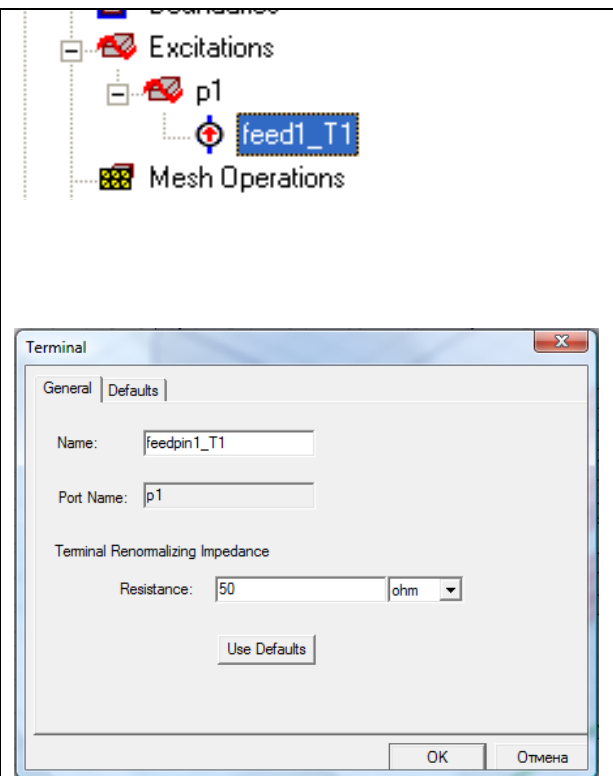 Boundaries
Excitations
p1
feed1_T1
Mesh Operations
Terminal
General
Defaults
Name: feedpin1_T1
Port Name: p1
Terminal Renormalizing Impedance
Resistance: 50 ohm
Use Defaults
OK
Отмена